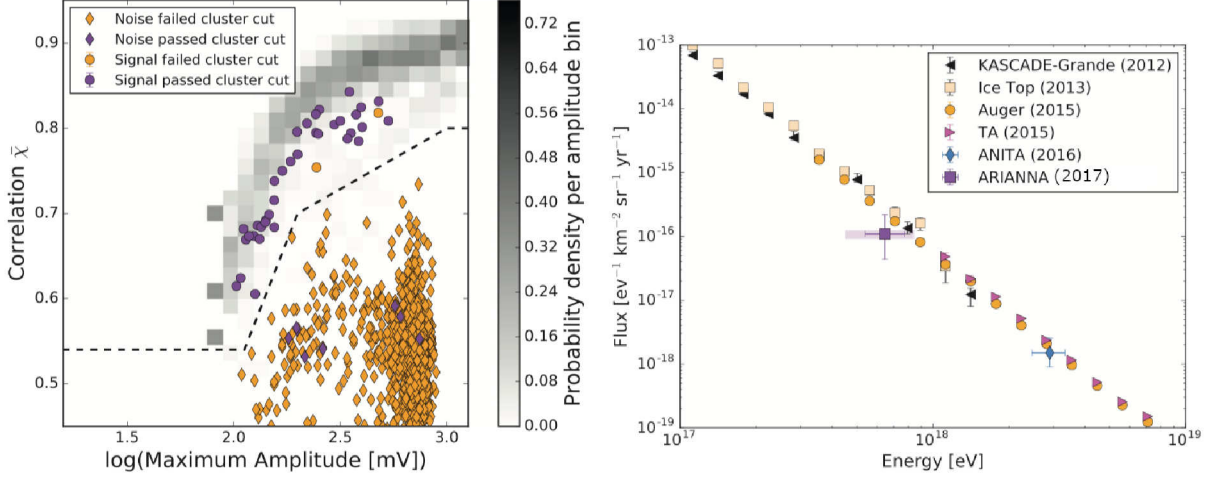 Noise failed cluster cut
Noise passed cluster cut
Signal failed cluster cut
Signal passed cluster cut
0.9
0.8
0.7
0.6
0.5
Correlation χ̄
1.5
2.0
2.5
3.0
log(Maximum Amplitude [mV])
0.72
0.64
0.56
0.48
0.40
0.32
0.24
0.16
0.08
0.00
Probability density per amplitude bin
KASCADE-Grande (2012)
Ice Top (2013)
Auger (2015)
TA (2015)
ANITA (2016)
ARIANNA (2017)
10⁻¹³
10⁻¹⁴
10⁻¹⁵
10⁻¹⁶
10⁻¹⁷
10⁻¹⁸
10⁻¹⁹
Flux [ev⁻¹ km⁻² sr⁻¹ yr⁻¹]
10¹⁷
10¹⁸
10¹⁹
Energy [eV]